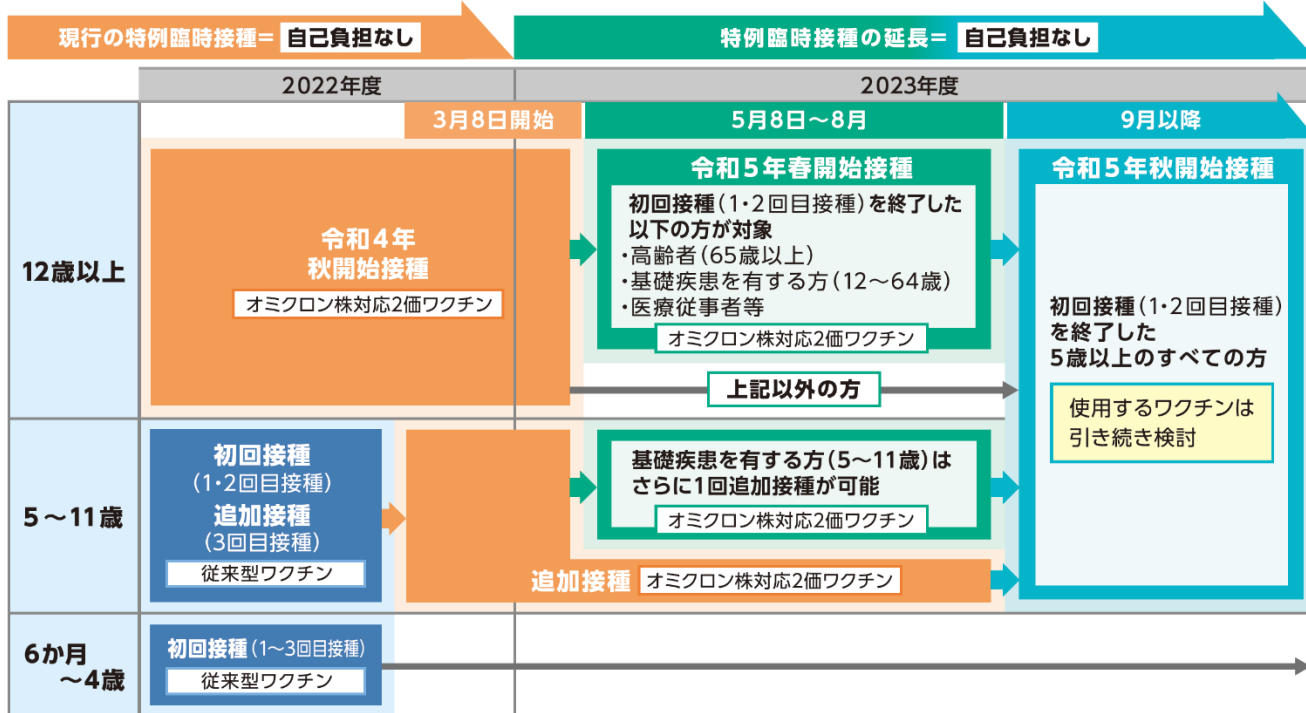 現行の特例臨時接種= 自己負担なし
特例臨時接種の延長= 自己負担なし
2022年度
2023年度
3月8日開始
5月8日～8月
9月以降
12歳以上
令和4年
秋開始接種
オミクロン株対応2価ワクチン
令和5年春開始接種
初回接種(1・2回目接種)を終了した
以下の方が対象
・高齢者(65歳以上)
・基礎疾患を有する方(12～64歳)
・医療従事者等
オミクロン株対応2価ワクチン
上記以外の方
令和5年秋開始接種
初回接種(1・2回目接種)
を終了した
5歳以上のすべての方
使用するワクチンは
引き続き検討
5～11歳
初回接種
(1・2回目接種)
追加接種
(3回目接種)
従来型ワクチン
基礎疾患を有する方(5～11歳)は
さらに1回追加接種が可能
オミクロン株対応2価ワクチン
追加接種 オミクロン株対応2価ワクチン
6か月
～4歳
初回接種(1～3回目接種)
従来型ワクチン